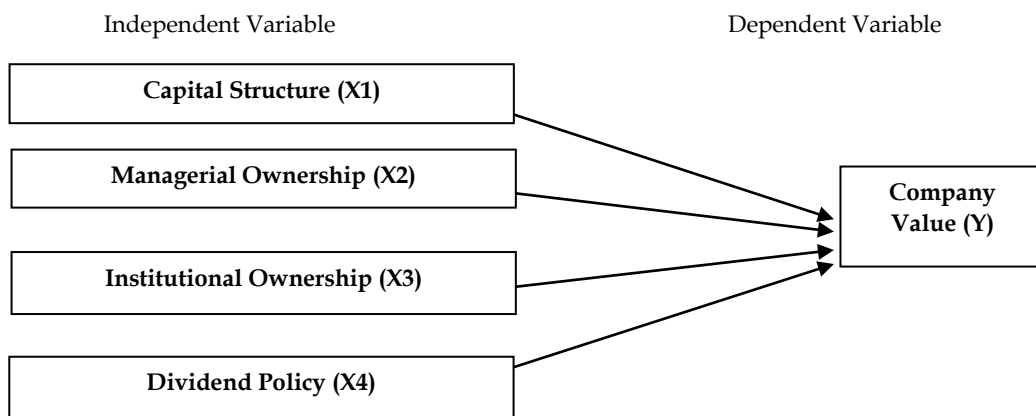 Independent Variable
Dependent Variable
Capital Structure (X1)
Managerial Ownership (X2)
Company
Value (Y)
Institutional Ownership (X3)
Dividend Policy (X4)